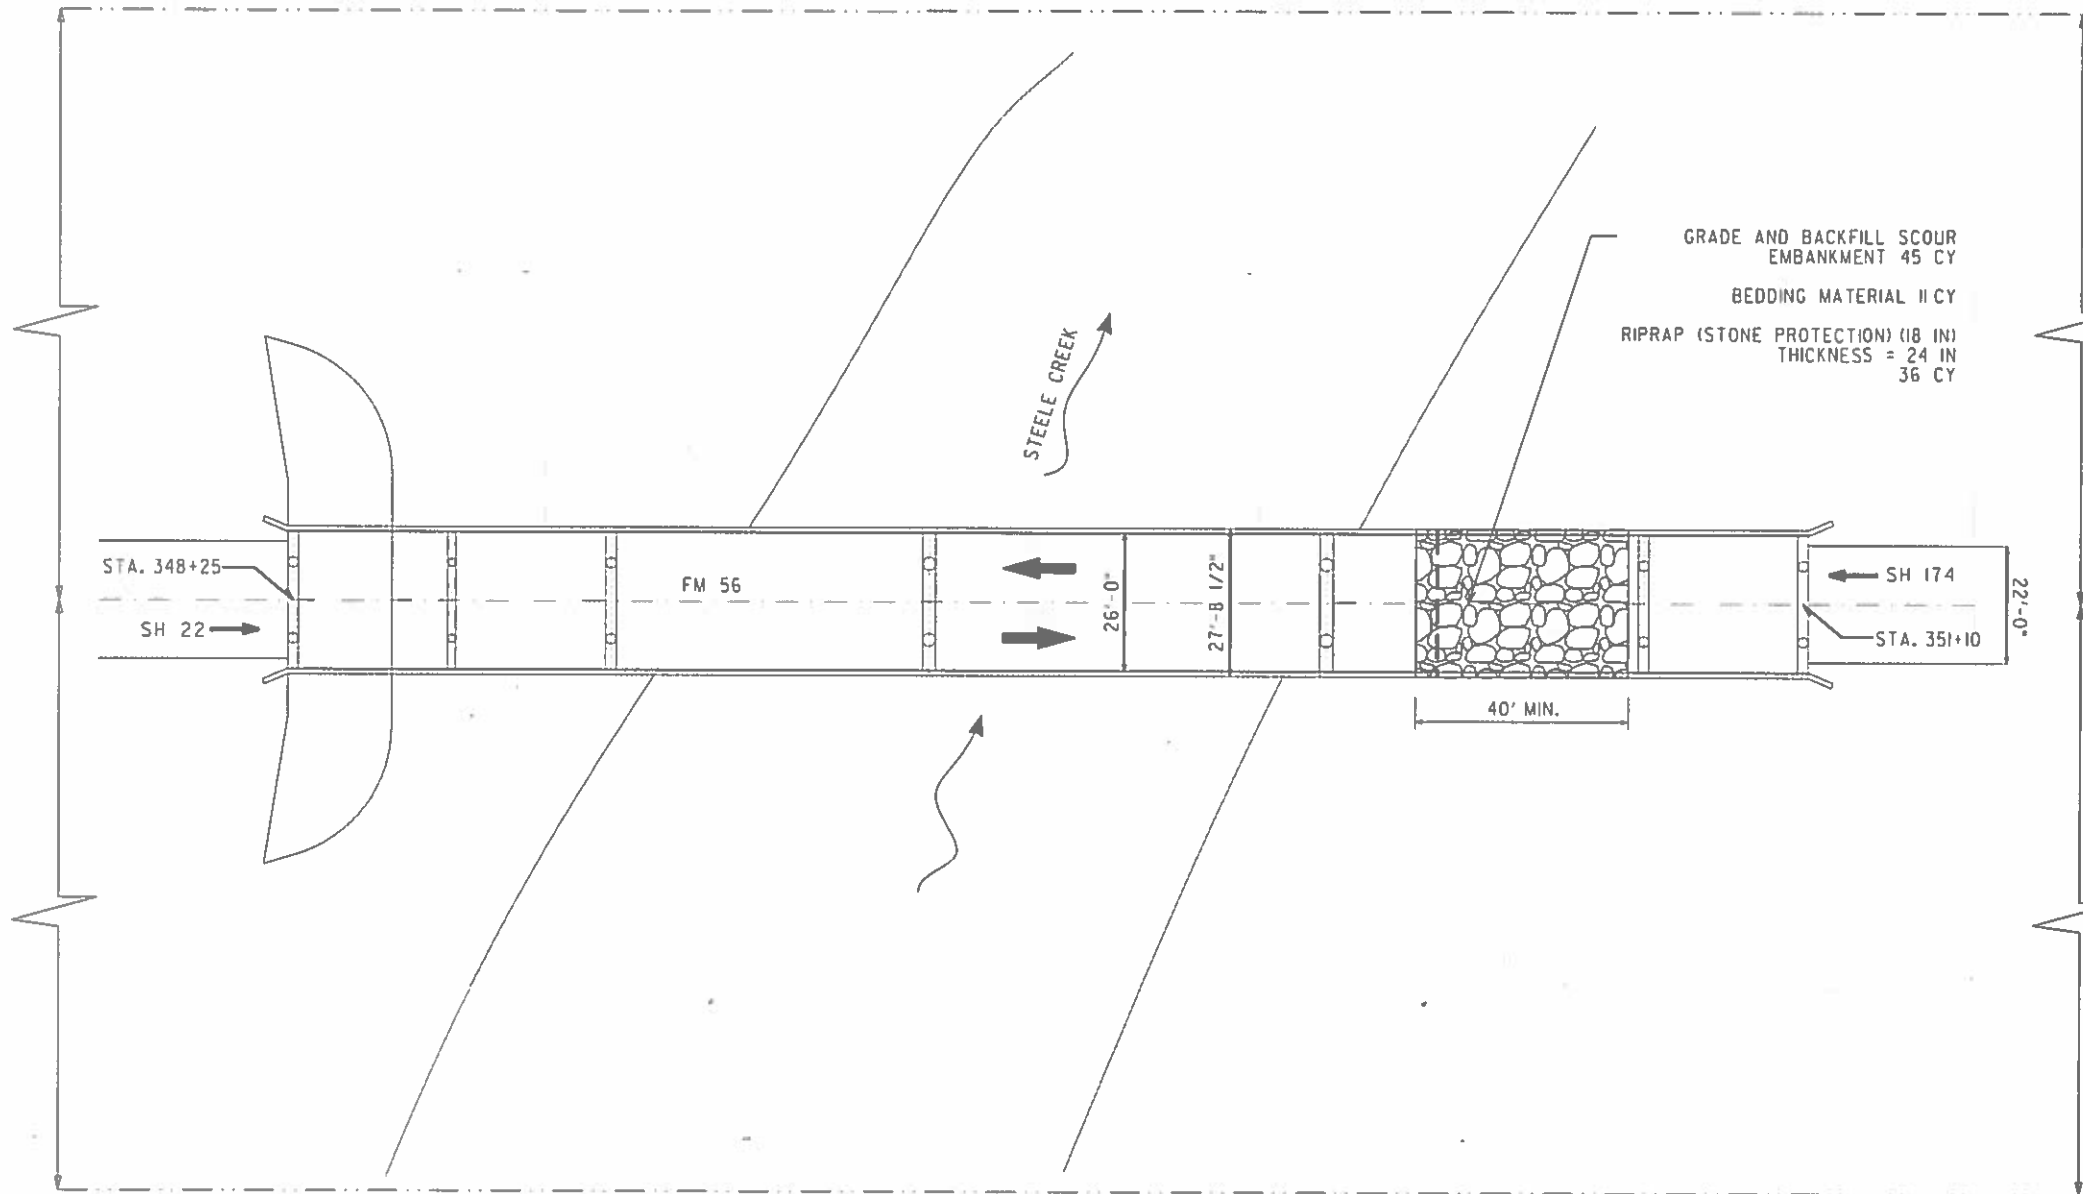 GRADE AND BACKFILL SCOUR
EMBANKMENT 45 CY
BEDDING MATERIAL 11 CY
RIPRAP (STONE PROTECTION) (18 IN)
THICKNESS = 24 IN
36 CY
STEELE CREEK
STA. 348+25
SH 22
FM 56
26'-0"
27'-8 1/2"
SH 174
STA. 351+10
22'-0"
40' MIN.